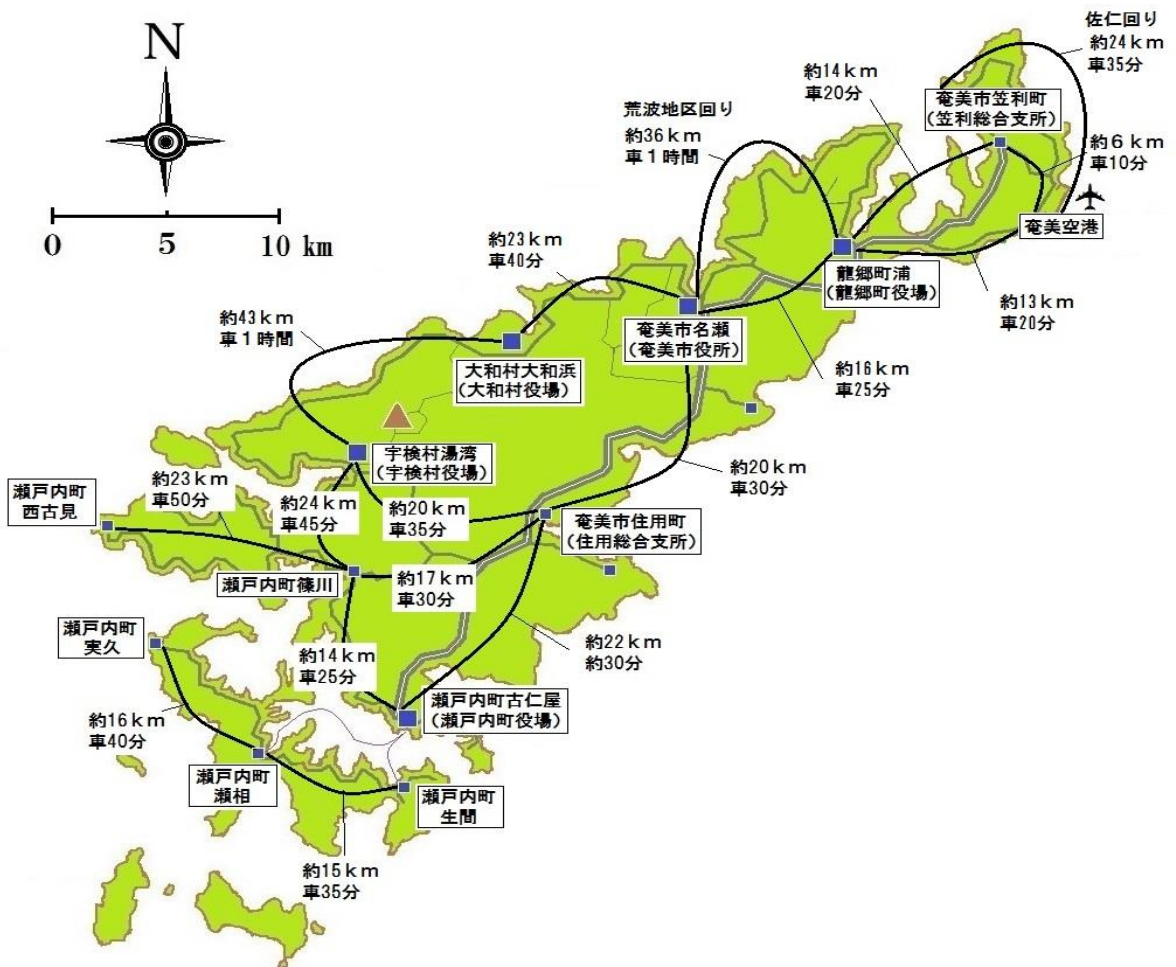 N
0 5 10 km
佐仁回り
約24km
車35分
約14km
車20分
奄美市笠利町
(笠利総合支所)
荒波地区回り
約36km
車1時間
約6km
車10分
奄美空港
約23km
車40分
龍郷町浦
(龍郷町役場)
約13km
車20分
約43km
車1時間
奄美市名瀬
(奄美市役所)
大和村大和浜
(大和村役場)
約16km
車25分
宇検村湯湾
(宇検村役場)
約20km
車30分
瀬戸内町
西古見
約23km
車50分
約24km
車45分
約20km
車35分
奄美市住用町
(住用総合支所)
瀬戸内町篠川
約17km
車30分
瀬戸内町
実久
約14km
車25分
約22km
約30分
瀬戸内町古仁屋
(瀬戸内町役場)
約16km
車40分
瀬戸内町
瀬相
瀬戸内町
生間
約15km
車35分